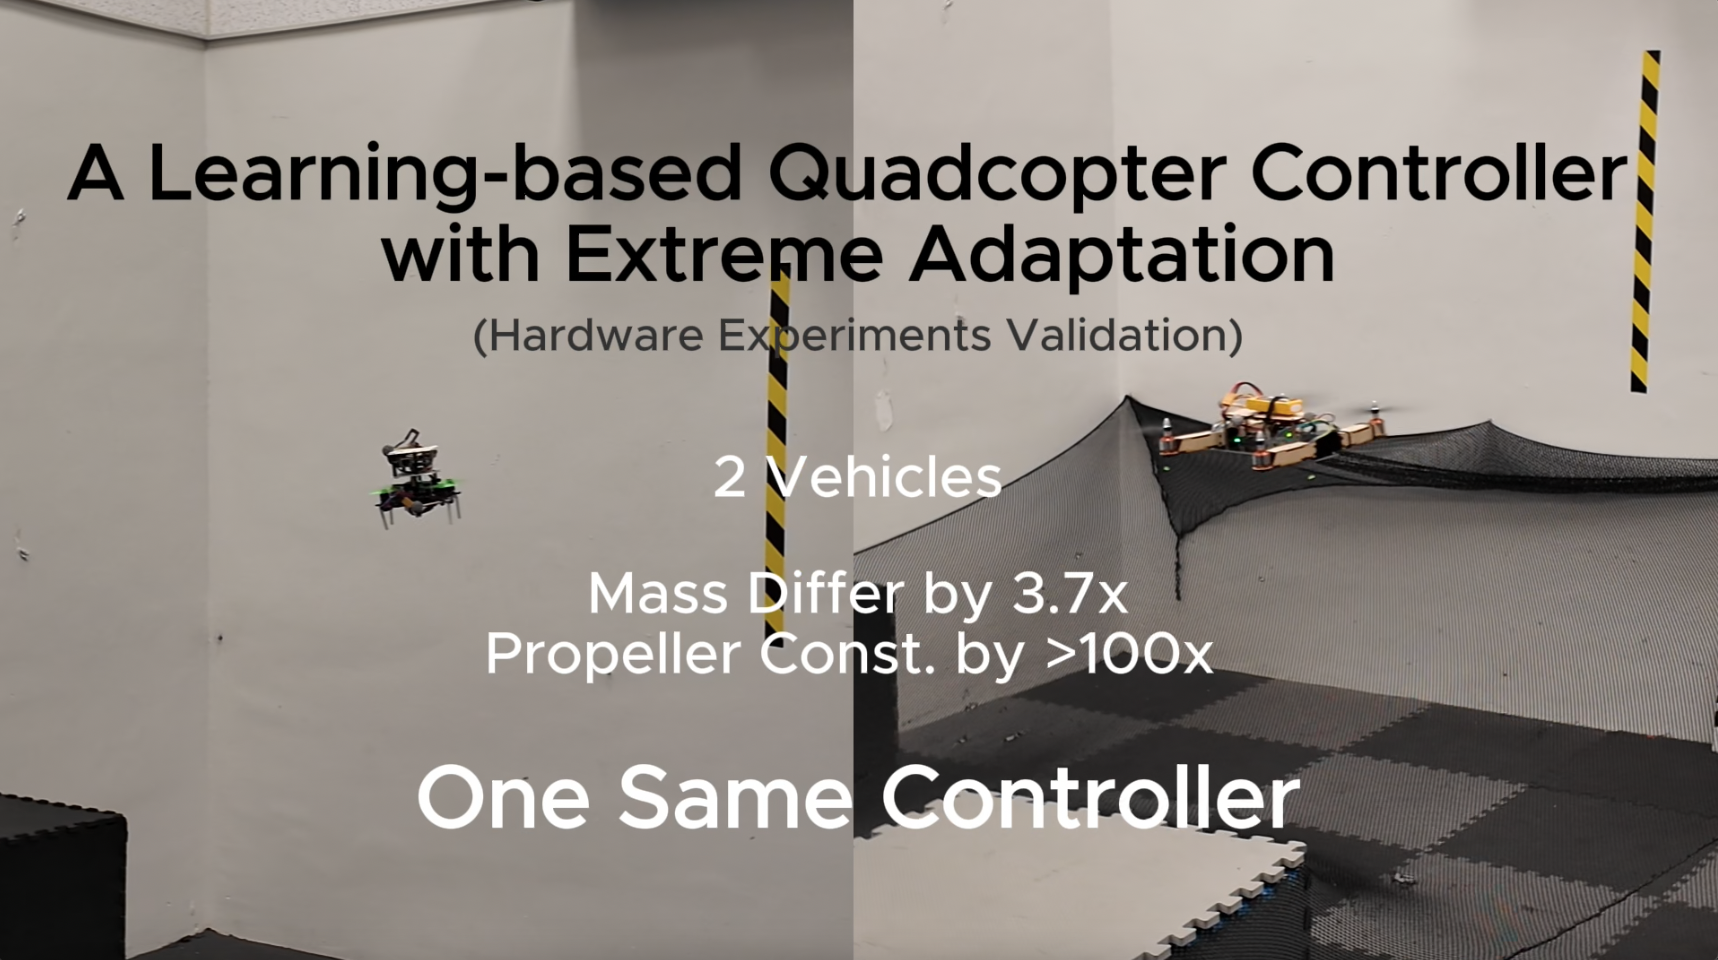 A Learning-based Quadcopter Controller
with Extreme Adaptation
(Hardware Experiments Validation)
2 Vehicles
Mass Differ by 3.7x
Propeller Const. by >100x
One Same Controller